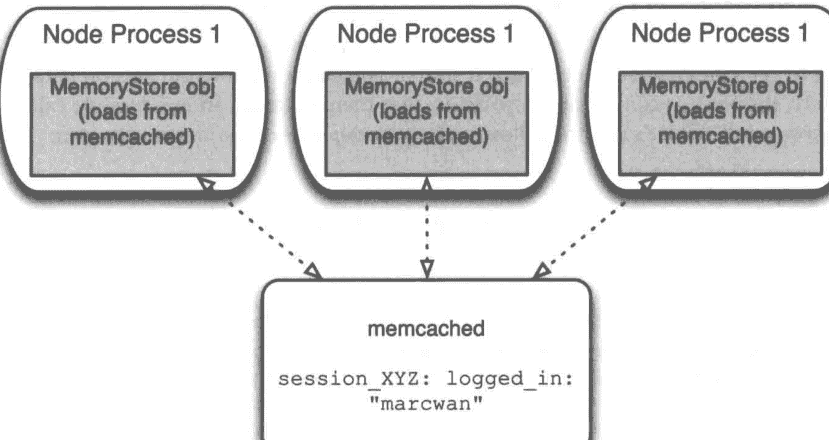 Node Process 1
Node Process 1
Node Process 1
MemoryStore obj
(loads from
memcached)
MemoryStore obj
(loads from
memcached)
MemoryStore obj
(loads from
memcached)
memcached
session_XYZ: logged_in:
"marcwan"